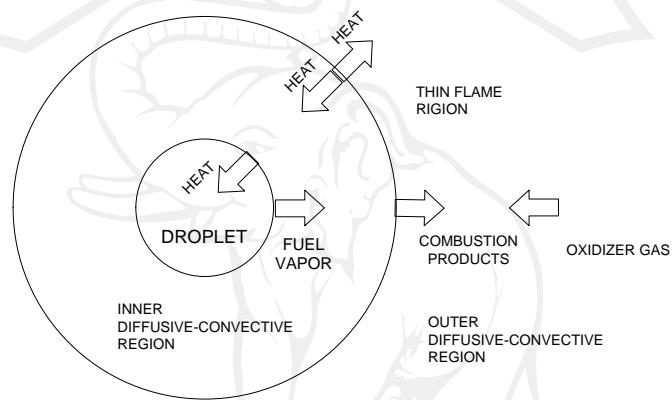 HEAT
HEAT
THIN FLAME
RIGION
HEAT
DROPLET
FUEL
VAPOR
COMBUSTION
PRODUCTS
OXIDIZER GAS
INNER
DIFFUSIVE-CONVECTIVE
REGION
OUTER
DIFFUSIVE-CONVECTIVE
REGION